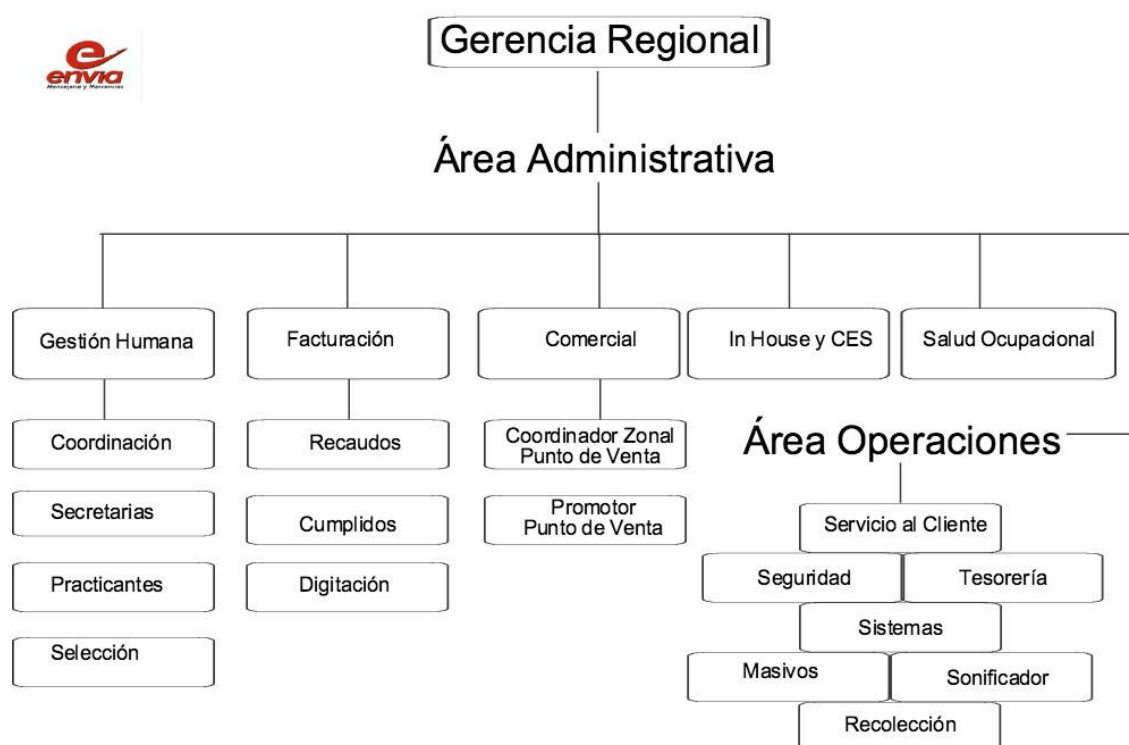 Gerencia Regional
envia
Mensajería y Mercancías
Área Administrativa
Gestión Humana
Facturación
Comercial
In House y CES
Salud Ocupacional
Coordinación
Recaudos
Coordinador Zonal
Punto de Venta
Área Operaciones
Secretarias
Cumplidos
Promotor
Punto de Venta
Servicio al Cliente
Practicantes
Digitación
Seguridad
Tesorería
Sistemas
Selección
Masivos
Sonificador
Recolección